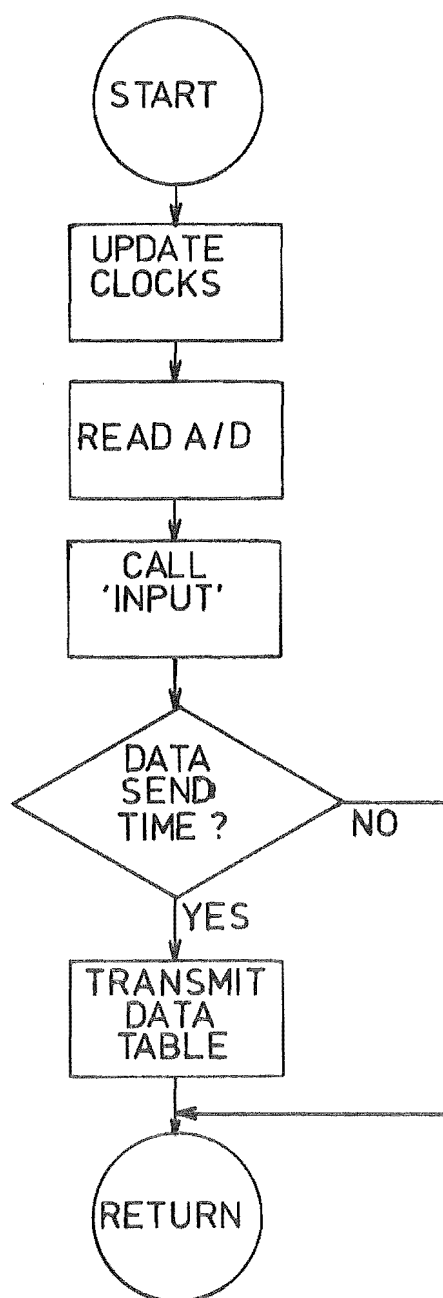 START
UPDATE
CLOCKS
READ A/D
CALL
'INPUT'
DATA
SEND
TIME ?
NO
YES
TRANSMIT
DATA
TABLE
RETURN